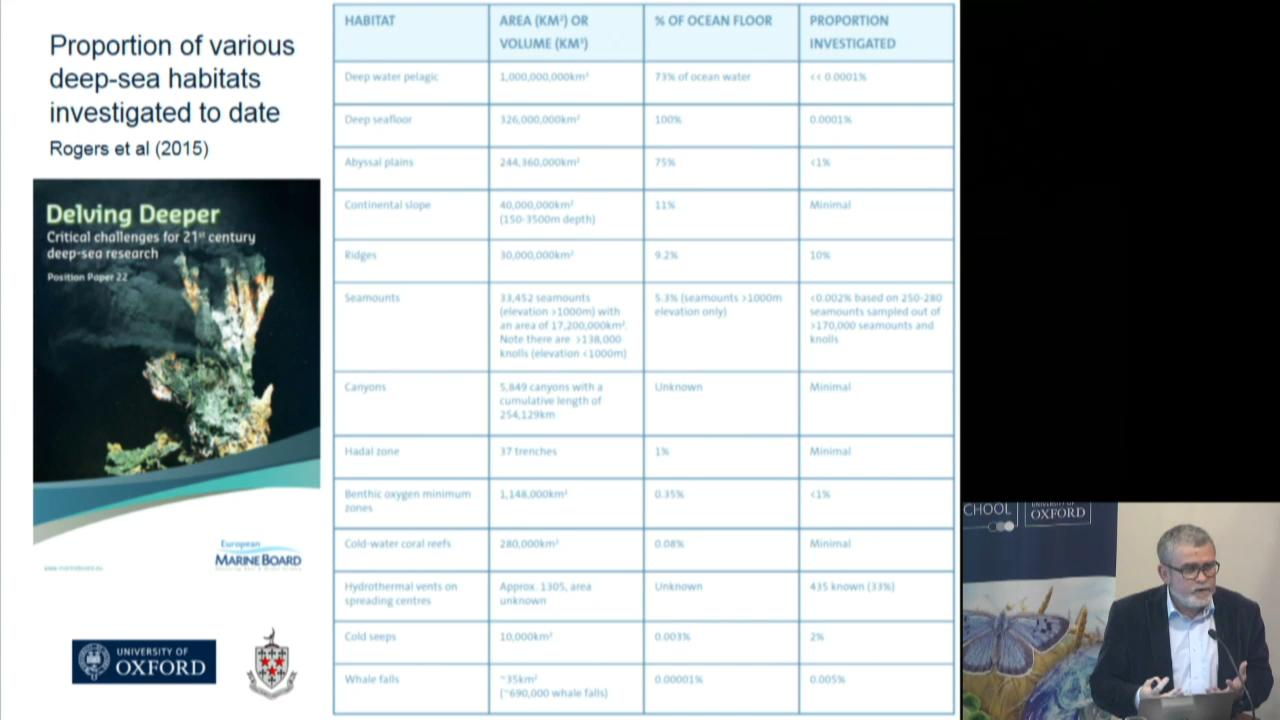 Proportion of various
deep-sea habitats
investigated to date
Rogers et al (2015)
Delving Deeper
Critical challenges for 21st century
deep-sea research
Position Paper 22
European
MARINE BOARD
www.marineboard.eu
UNIVERSITY OF
OXFORD
HABITAT
AREA (KM²) OR
VOLUME (KM³)
% OF OCEAN FLOOR
PROPORTION
INVESTIGATED
Deep water pelagic
1,000,000,000km³
73% of ocean water
<< 0.0001%
Deep seafloor
326,000,000km²
100%
0.0001%
Abyssal plains
244,360,000km²
75%
<1%
Continental slope
40,000,000km²
(150-3500m depth)
11%
Minimal
Ridges
30,000,000km²
9.2%
10%
Seamounts
33,452 seamounts
(elevation >1000m) with
an area of 17,200,000km².
Note there are >138,000
knolls (elevation <1000m)
5.3% (seamounts >1000m
elevation only)
<0.002% based on 250-280
seamounts sampled out of
>170,000 seamounts and
knolls
Canyons
5,849 canyons with a
cumulative length of
254,129km
Unknown
Minimal
Hadal zone
37 trenches
1%
Minimal
Benthic oxygen minimum
zones
1,148,000km²
0.35%
<1%
Cold-water coral reefs
280,000km²
0.08%
Minimal
Hydrothermal vents on
spreading centres
Approx. 1305, area
unknown
Unknown
435 known (33%)
Cold seeps
10,000km²
0.003%
2%
Whale falls
~35km²
(~690,000 whale falls)
0.00001%
0.005%
CHOOL
UNIVERSITY OF
OXFORD